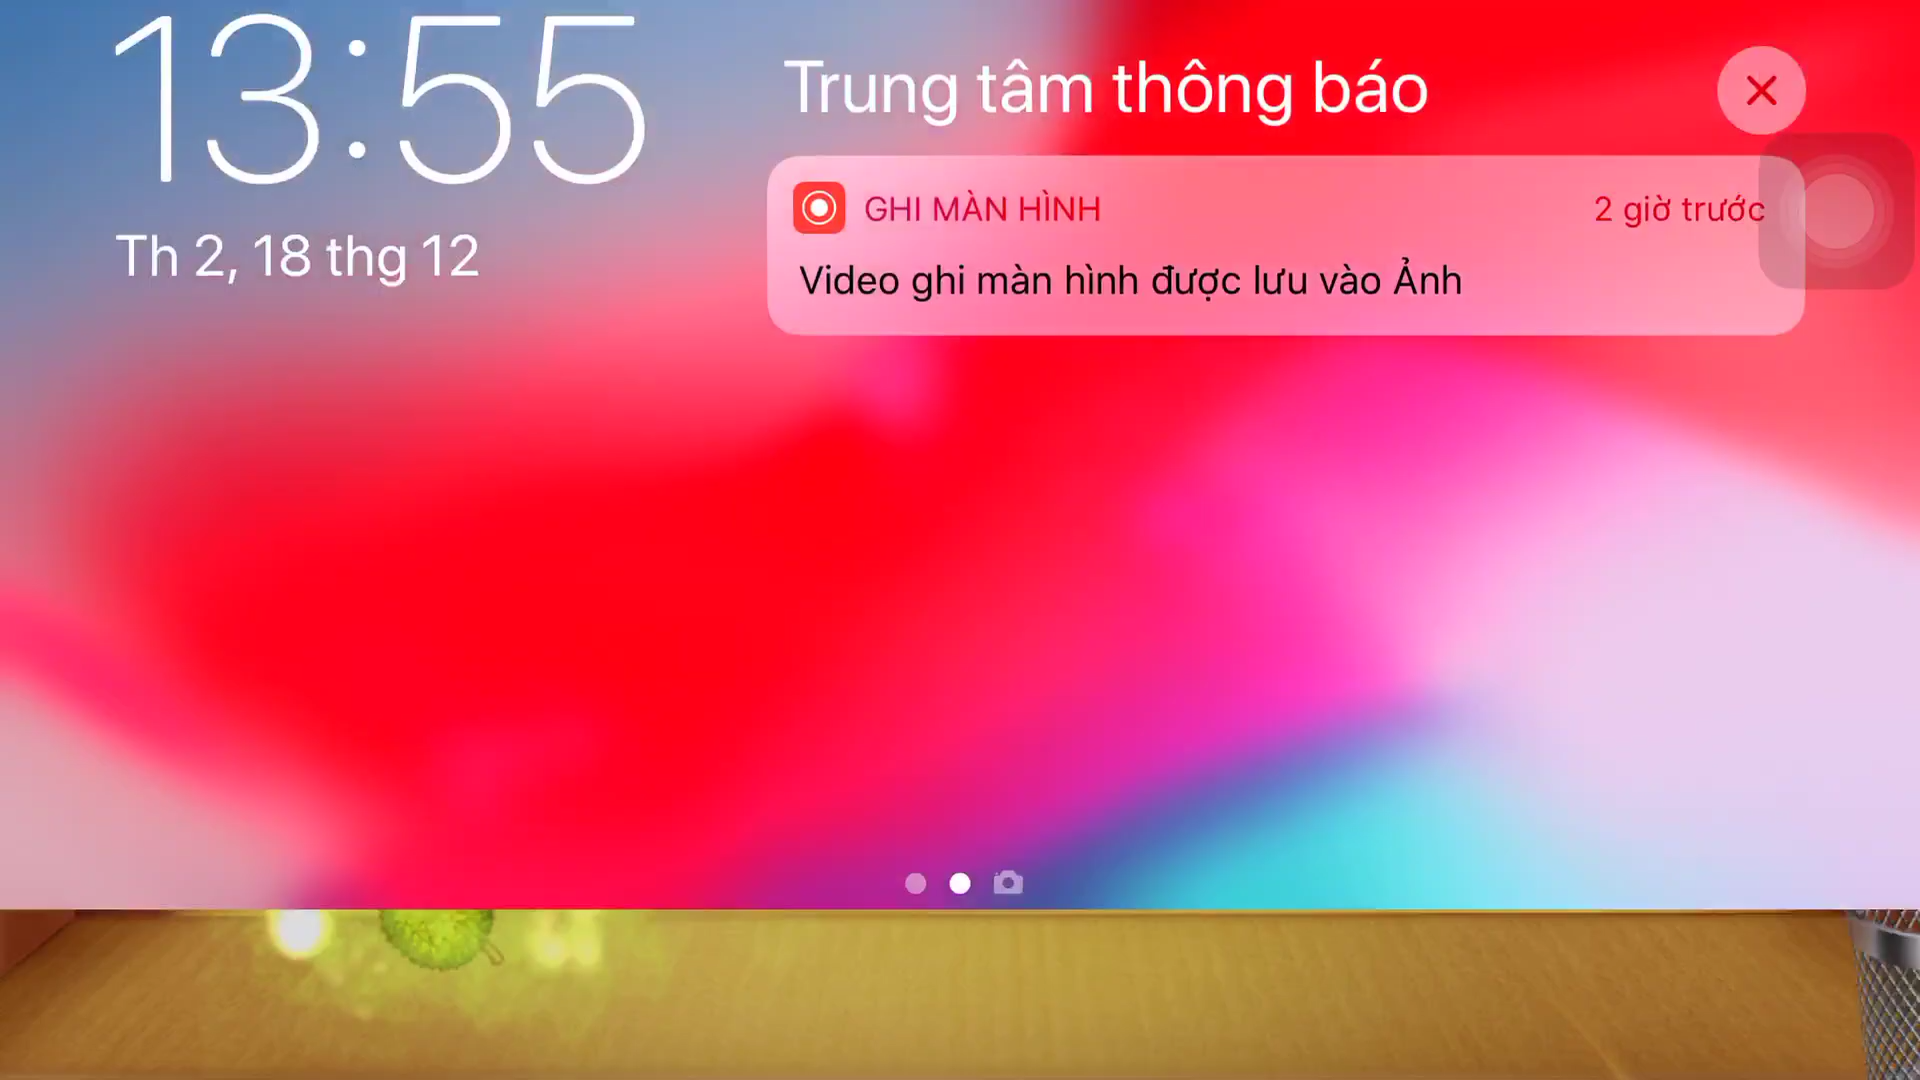 13:55
Th 2, 18 thg 12
Trung tâm thông báo
GHI MÀN HÌNH
2 giờ trước
Video ghi màn hình được lưu vào Ảnh